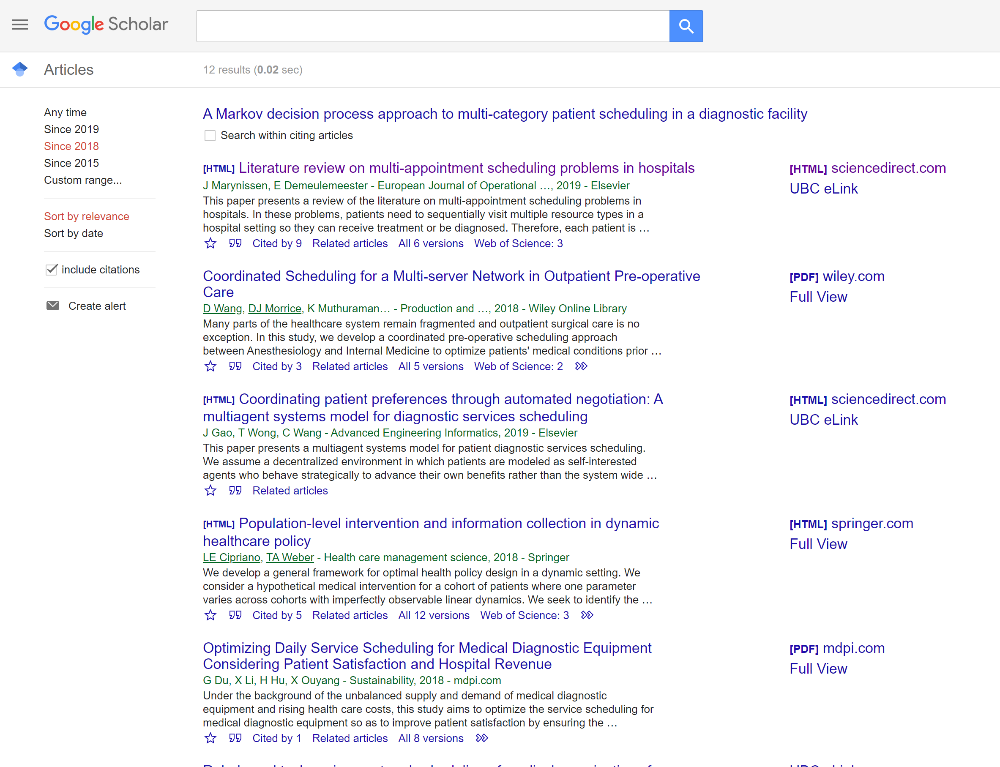 Google Scholar
Articles
12 results (0.02 sec)
Any time
Since 2019
Since 2018
Since 2015
Custom range...
Sort by relevance
Sort by date
include citations
Create alert
A Markov decision process approach to multi-category patient scheduling in a diagnostic facility
Search within citing articles
[HTML] Literature review on multi-appointment scheduling problems in hospitals
J Marynissen, E Demeulemeester - European Journal of Operational …, 2019 - Elsevier
This paper presents a review of the literature on multi-appointment scheduling problems in
hospitals. In these problems, patients need to sequentially visit multiple resource types in a
hospital setting so they can receive treatment or be diagnosed. Therefore, each patient is …
Cited by 9 Related articles All 6 versions Web of Science: 3
[HTML] sciencedirect.com
UBC eLink
Coordinated Scheduling for a Multi-server Network in Outpatient Pre-operative
Care
D Wang, DJ Morrice, K Muthuraman… - Production and …, 2018 - Wiley Online Library
Many parts of the healthcare system remain fragmented and outpatient surgical care is no
exception. In this study, we develop a coordinated pre-operative scheduling approach
between Anesthesiology and Internal Medicine to optimize patients' medical conditions prior …
Cited by 3 Related articles All 5 versions Web of Science: 2
[PDF] wiley.com
Full View
[HTML] Coordinating patient preferences through automated negotiation: A
multiagent systems model for diagnostic services scheduling
J Gao, T Wong, C Wang - Advanced Engineering Informatics, 2019 - Elsevier
This paper presents a multiagent systems model for patient diagnostic services scheduling.
We assume a decentralized environment in which patients are modeled as self-interested
agents who behave strategically to advance their own benefits rather than the system wide …
Related articles
[HTML] sciencedirect.com
UBC eLink
[HTML] Population-level intervention and information collection in dynamic
healthcare policy
LE Cipriano, TA Weber - Health care management science, 2018 - Springer
We develop a general framework for optimal health policy design in a dynamic setting. We
consider a hypothetical medical intervention for a cohort of patients where one parameter
varies across cohorts with imperfectly observable linear dynamics. We seek to identify the …
Cited by 5 Related articles All 12 versions Web of Science: 3
[HTML] springer.com
Full View
Optimizing Daily Service Scheduling for Medical Diagnostic Equipment
Considering Patient Satisfaction and Hospital Revenue
G Du, X Li, H Hu, X Ouyang - Sustainability, 2018 - mdpi.com
Under the background of the unbalanced supply and demand of medical diagnostic
equipment and rising health care costs, this study aims to optimize the service scheduling for
medical diagnostic equipment so as to improve patient satisfaction by ensuring the …
Cited by 1 Related articles All 8 versions
[PDF] mdpi.com
Full View